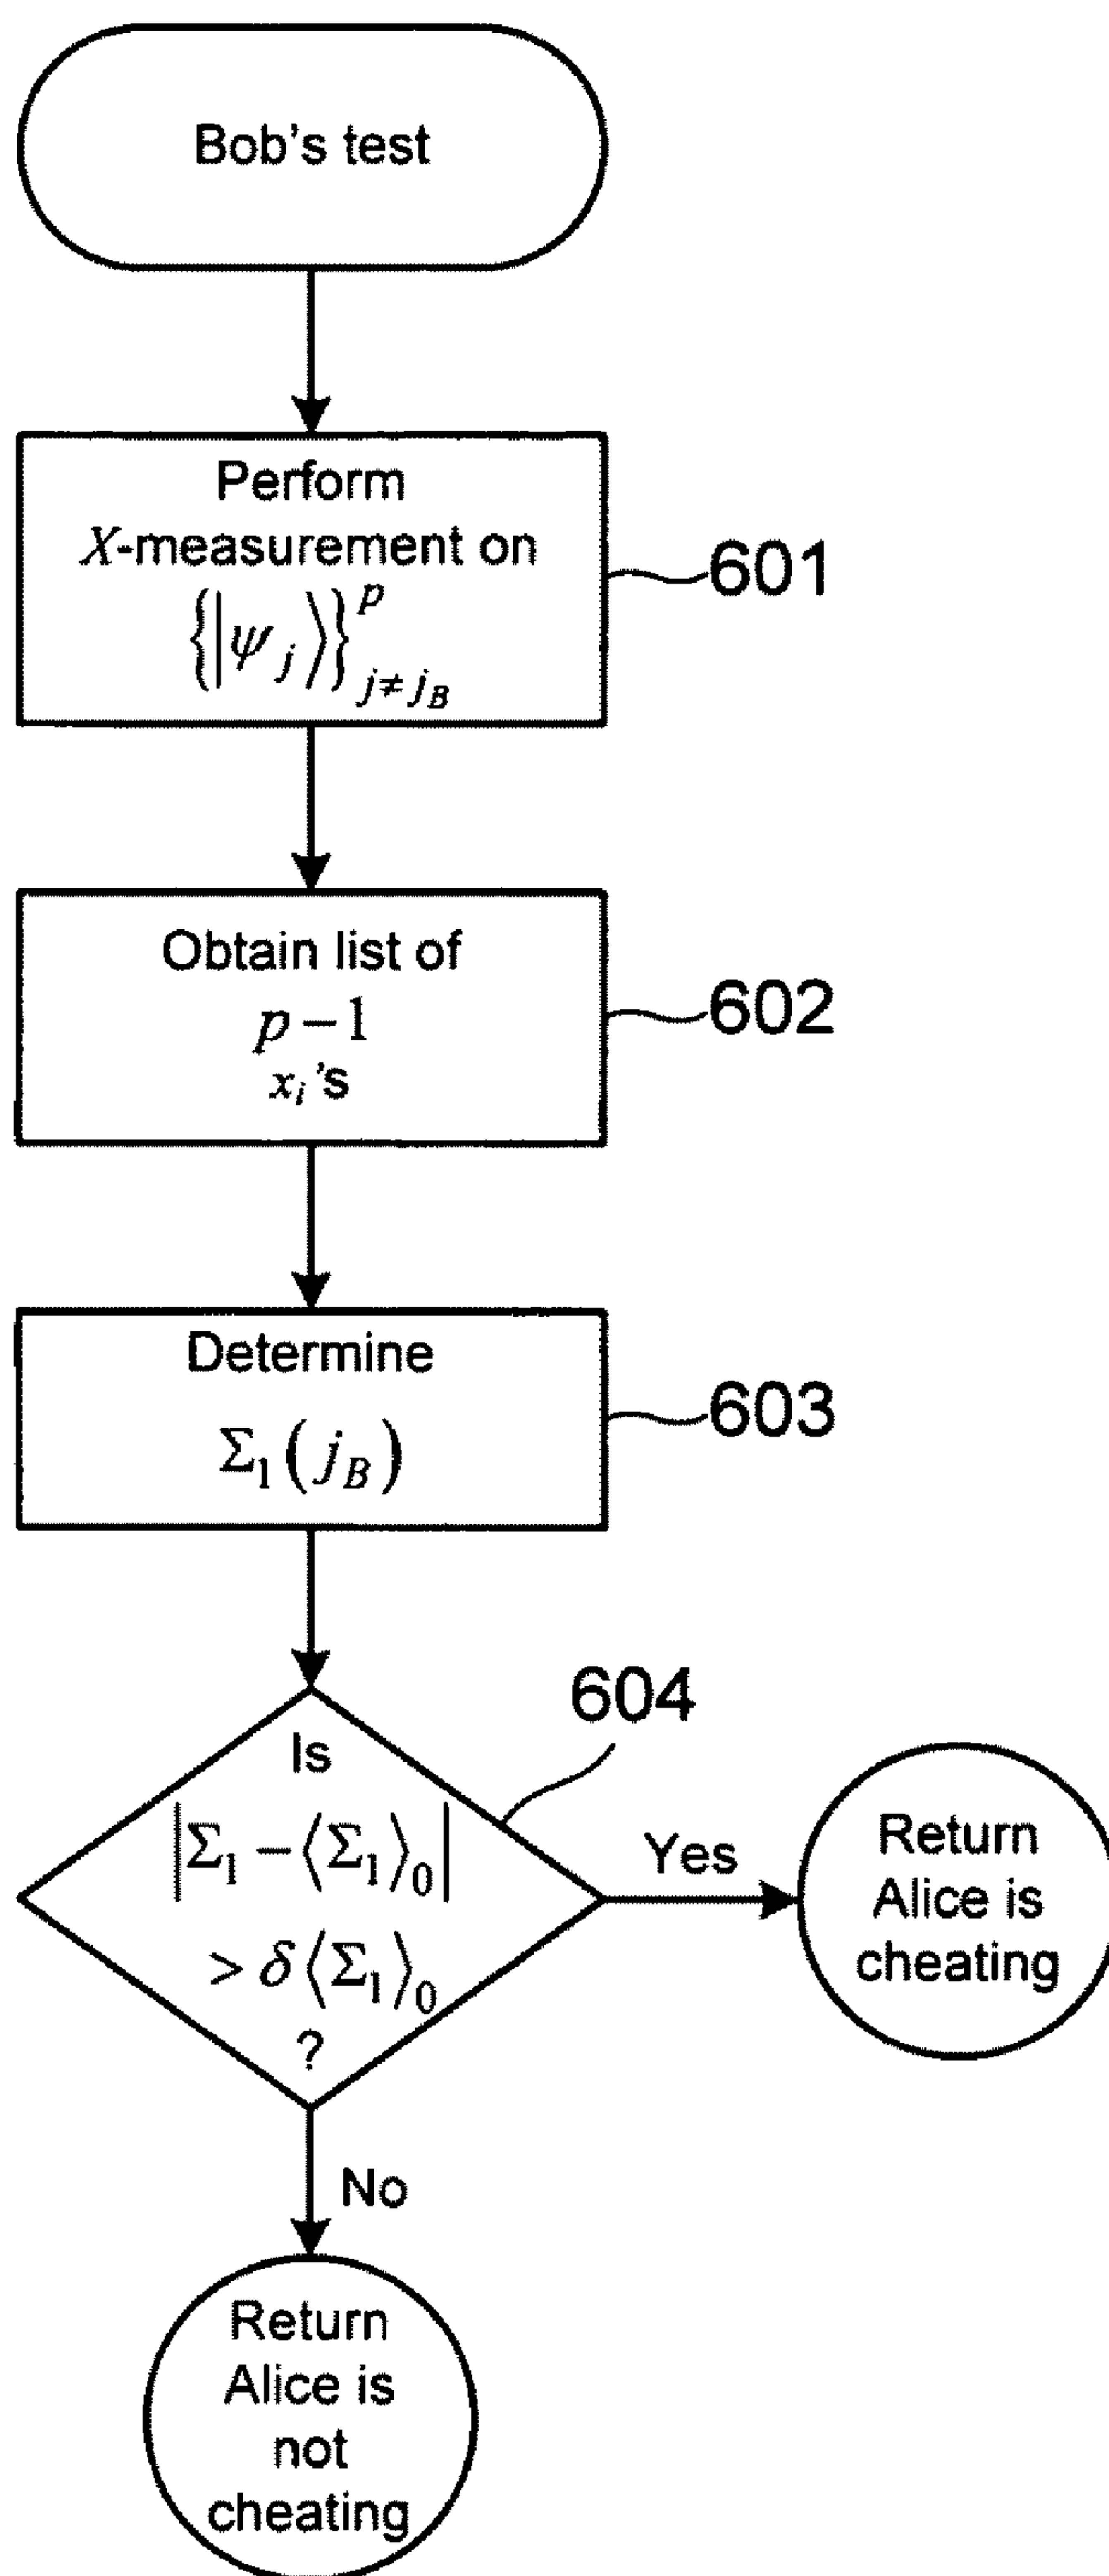 Bob's test
Perform
X-measurement on
{|ψ_j⟩}^p_{j≠j_B}
601
Obtain list of
p − 1
x_i's
602
Determine
Σ_1(j_B)
603
604
Is
|Σ_1 − ⟨Σ_1⟩_0|
> δ⟨Σ_1⟩_0
?
Yes
Return
Alice is
cheating
No
Return
Alice is
not
cheating